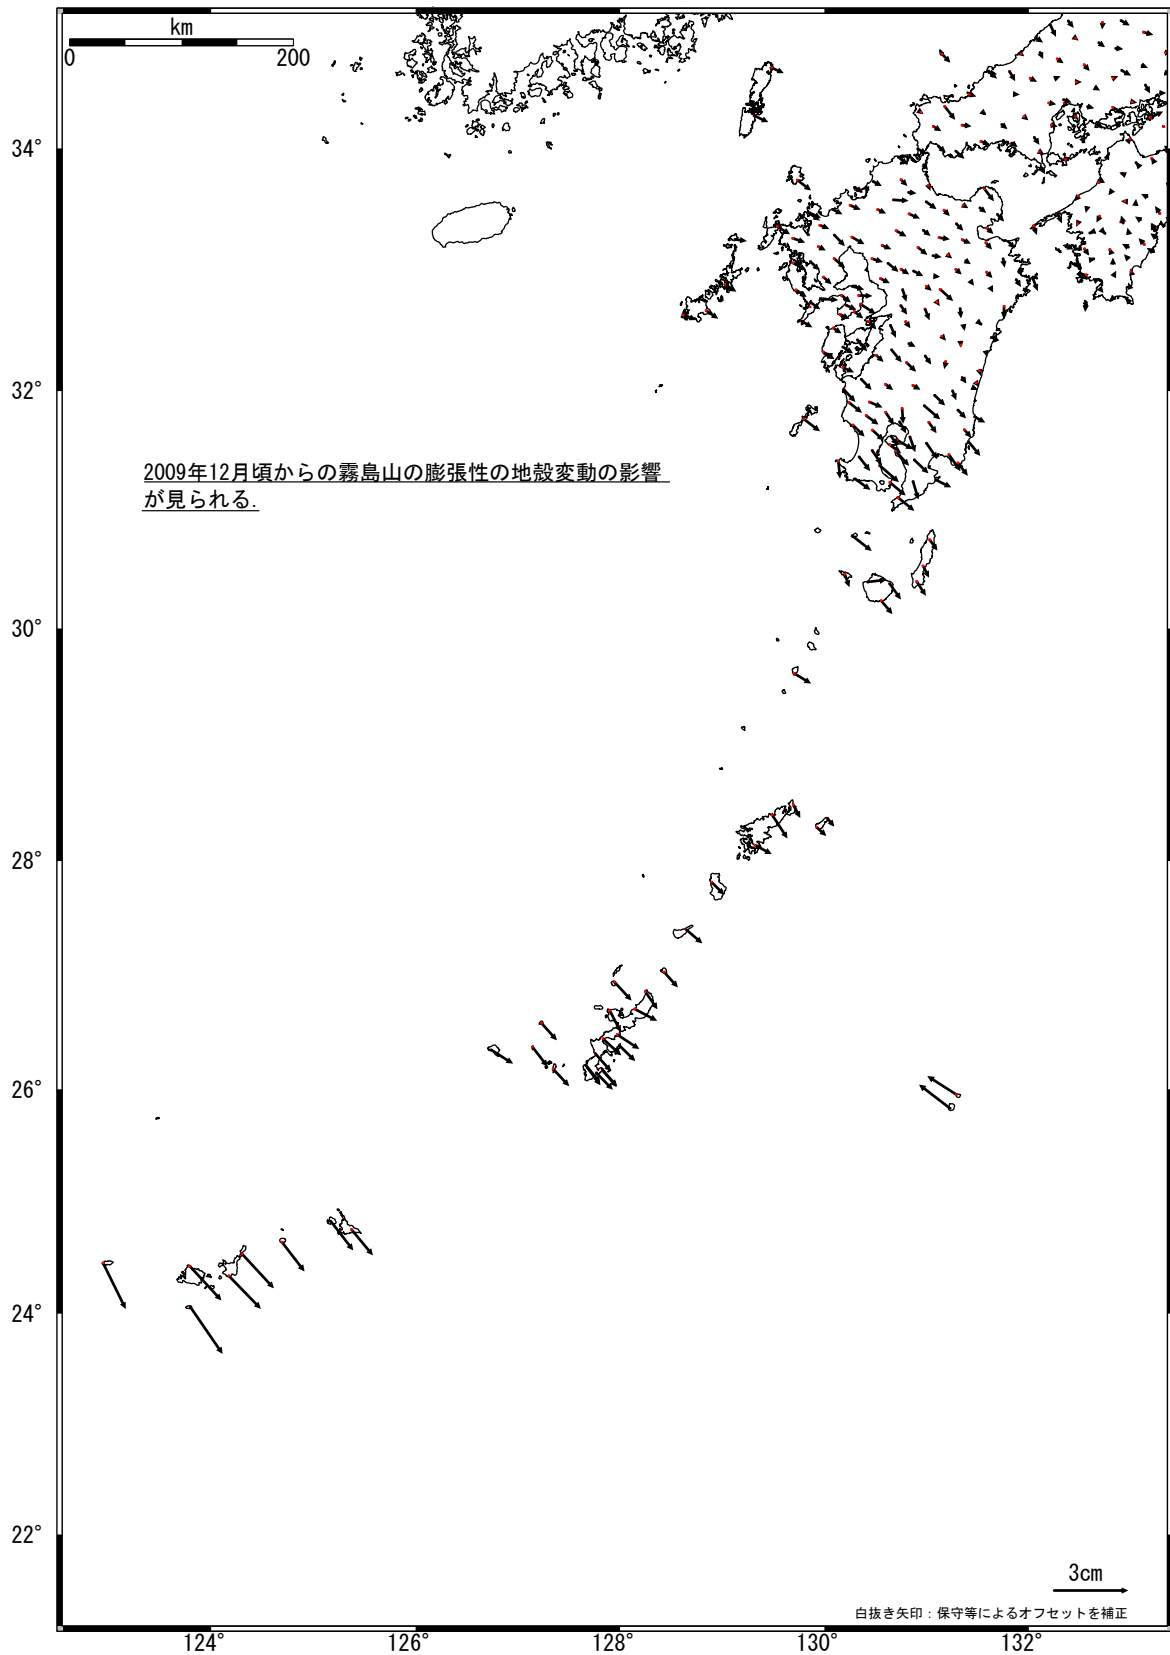 km
0 200
34°
32°
2009年12月頃からの霧島山の膨張性の地殻変動の影響
が見られる.
30°
28°
26°
24°
22°
3cm
白抜き矢印：保守等によるオフセットを補正
124° 126° 128° 130° 132°